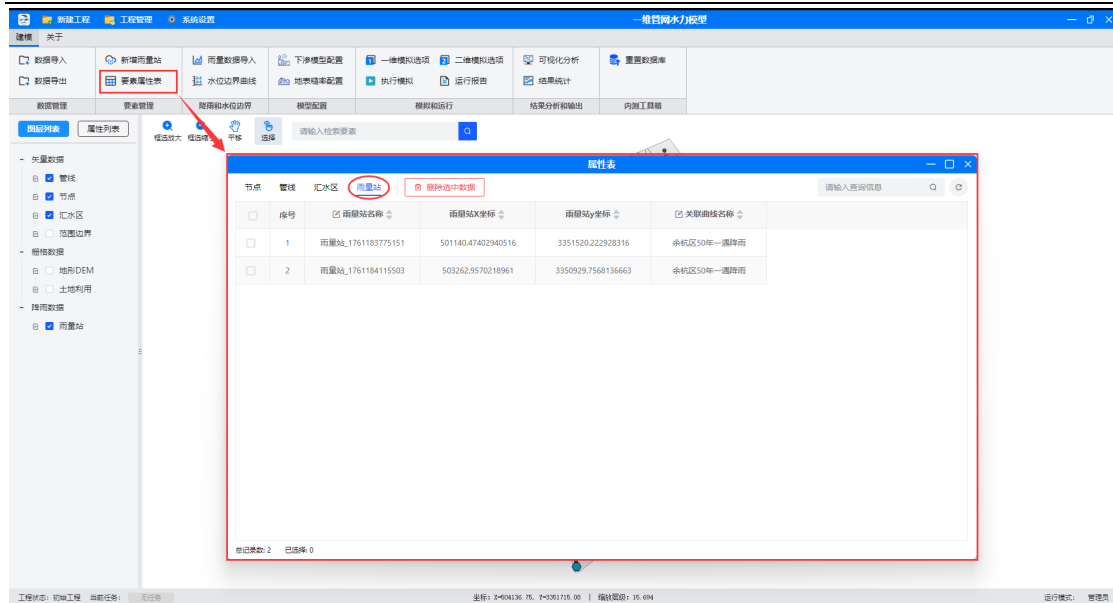 新建工程 工程管理 系统设置 一维管网水力模型
建模 关于
数据导入 新增雨量站 雨量数据导入 下渗模型配置 一维模拟选项 二维模拟选项 可视化分析 重置数据库
数据导出 要素属性表 水位边界曲线 地表糙率配置 执行模拟 运行报告 结果统计
数据管理 要素管理 降雨和水位边界 模型配置 模拟和运行 结果分析和输出 内测工具箱
图层列表 属性列表 框选放大 框选缩小 平移 选择 请输入检索要素
矢量数据
管线
节点
汇水区
范围边界
栅格数据
地形DEM
土地利用
降雨数据
雨量站
属性表
节点 管线 汇水区 雨量站 删除选中数据 请输入查询信息
序号 雨量站名称 雨量站X坐标 雨量站y坐标 关联曲线名称
1 雨量站_1761183775151 501140.47402940516 3351520.222928316 余杭区50年一遇降雨
2 雨量站_1761184115503 503262.9570218961 3350929.7568136663 余杭区50年一遇降雨
总记录数: 2 已选择: 0
工程状态: 初始工程 当前任务: 无任务 坐标: X=504136.75, Y=3351715.08 | 缩放层级: 15.694 运行模式: 管理员